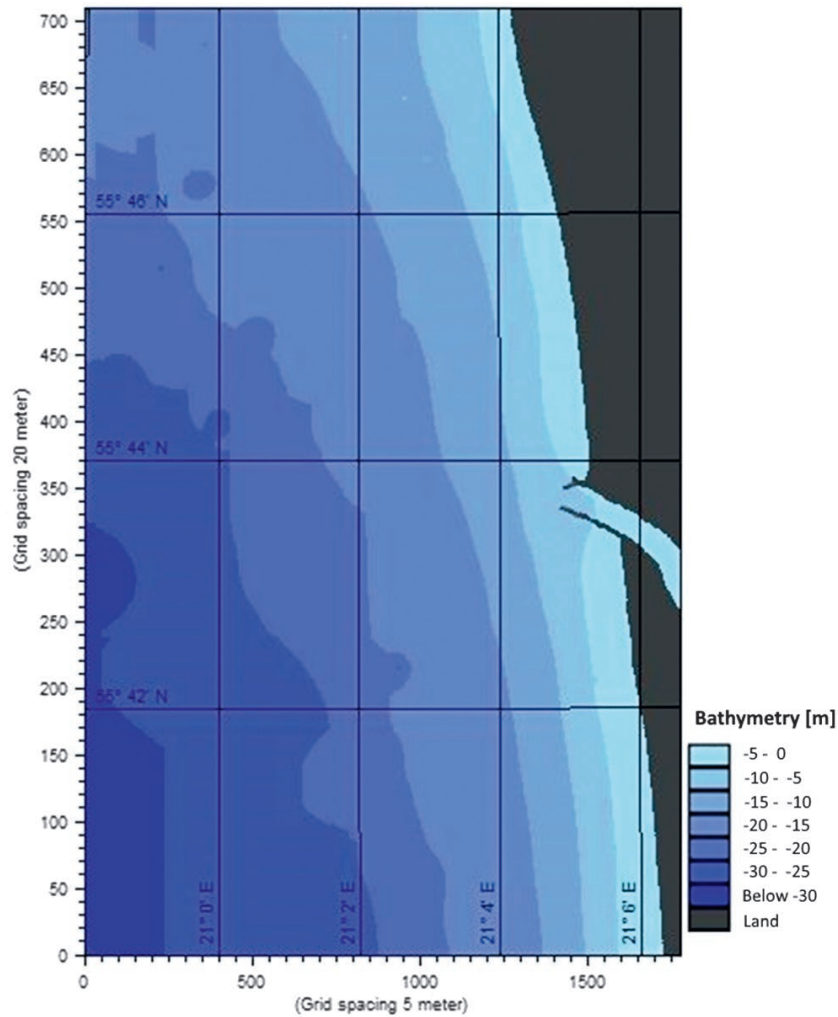 700
650
600
55° 46' N
550
500
450
400
55° 44' N
350
300
250
200
55° 42' N
150
100
50
0
(Grid spacing 20 meter)
21° 0' E
21° 2' E
21° 4' E
21° 6' E
0
500
1000
1500
(Grid spacing 5 meter)
Bathymetry [m]
-5 - 0
-10 - -5
-15 - -10
-20 - -15
-25 - -20
-30 - -25
Below -30
Land